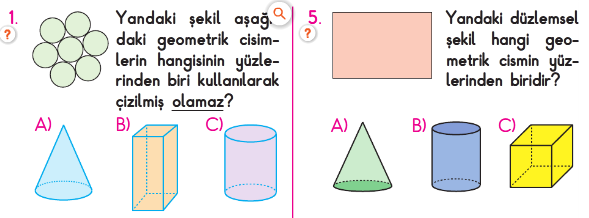 1.
?
Yandaki şekil aşağı-
daki geometrik cisim-
lerin hangisinin yüzle-
rinden biri kullanılarak
çizilmiş olamaz?
A)
B)
C)
5.
?
Yandaki düzlemsel
şekil hangi geo-
metrik cismin yüz-
lerinden biridir?
A)
B)
C)